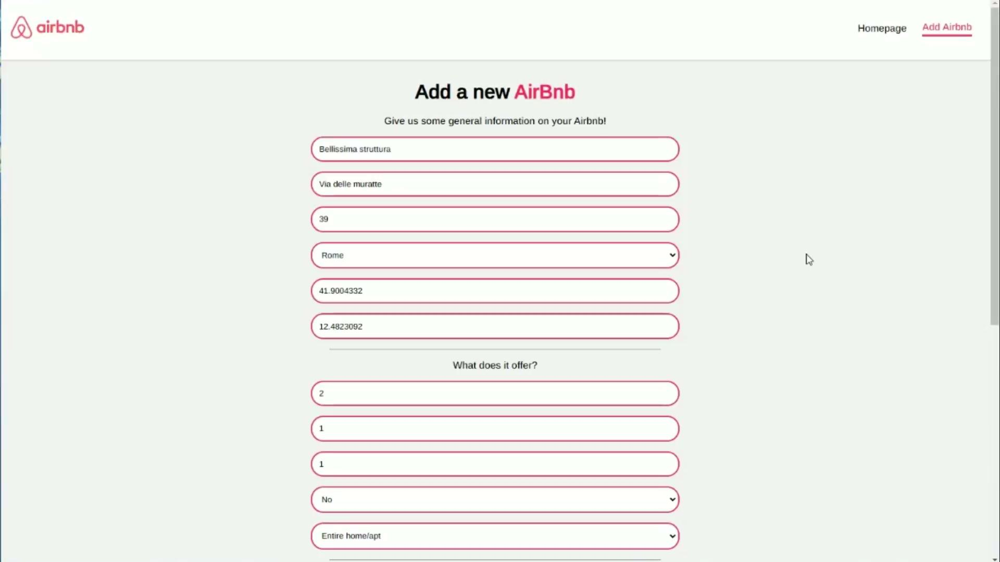 airbnb
Homepage
Add Airbnb
Add a new AirBnb
Give us some general information on your Airbnb!
Bellissima struttura
Via delle muratte
39
Rome
41.9004332
12.4823092
What does it offer?
2
1
1
No
Entire home/apt